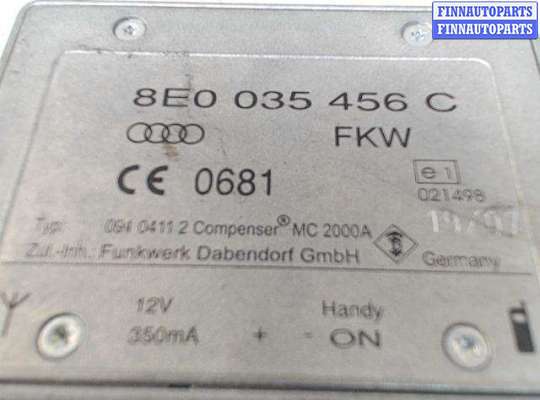 FINNAUTOPARTS
FINNAUTOPARTS
8E0 035 456 C
FKW
CE 0681
e1
021498
Typ: 094 0411 2 Compenser® MC 2000A
Zul.-Inh.: Funkwerk Dabendorf GmbH
Germany
12V
350mA
+
-
Handy
ON